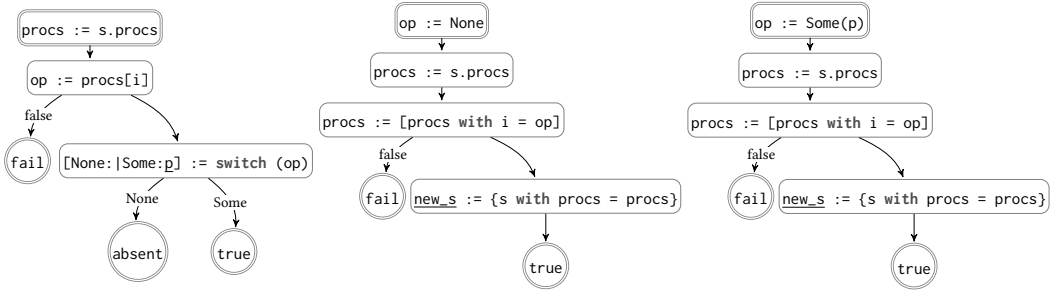 procs := s.procs
op := procs[i]
false
fail
[None:|Some:p] := switch (op)
None
Some
absent
true
op := None
procs := s.procs
procs := [procs with i = op]
false
fail
new_s := {s with procs = procs}
true
op := Some(p)
procs := s.procs
procs := [procs with i = op]
false
fail
new_s := {s with procs = procs}
true